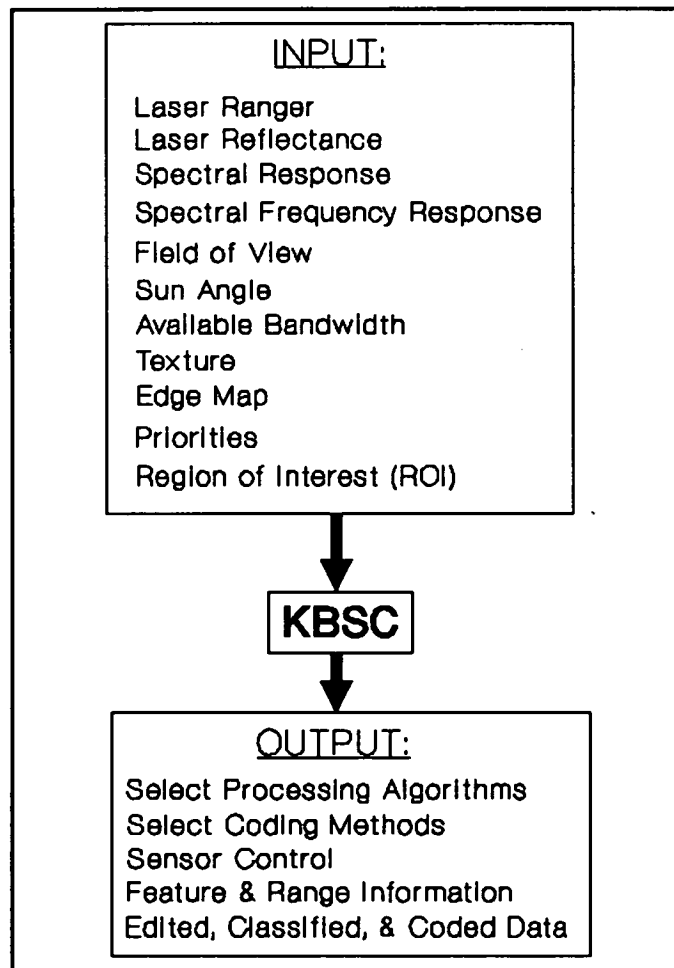 INPUT:
Laser Ranger
Laser Reflectance
Spectral Response
Spectral Frequency Response
Field of View
Sun Angle
Available Bandwidth
Texture
Edge Map
Priorities
Region of Interest (ROI)
KBSC
OUTPUT:
Select Processing Algorithms
Select Coding Methods
Sensor Control
Feature & Range Information
Edited, Classified, & Coded Data